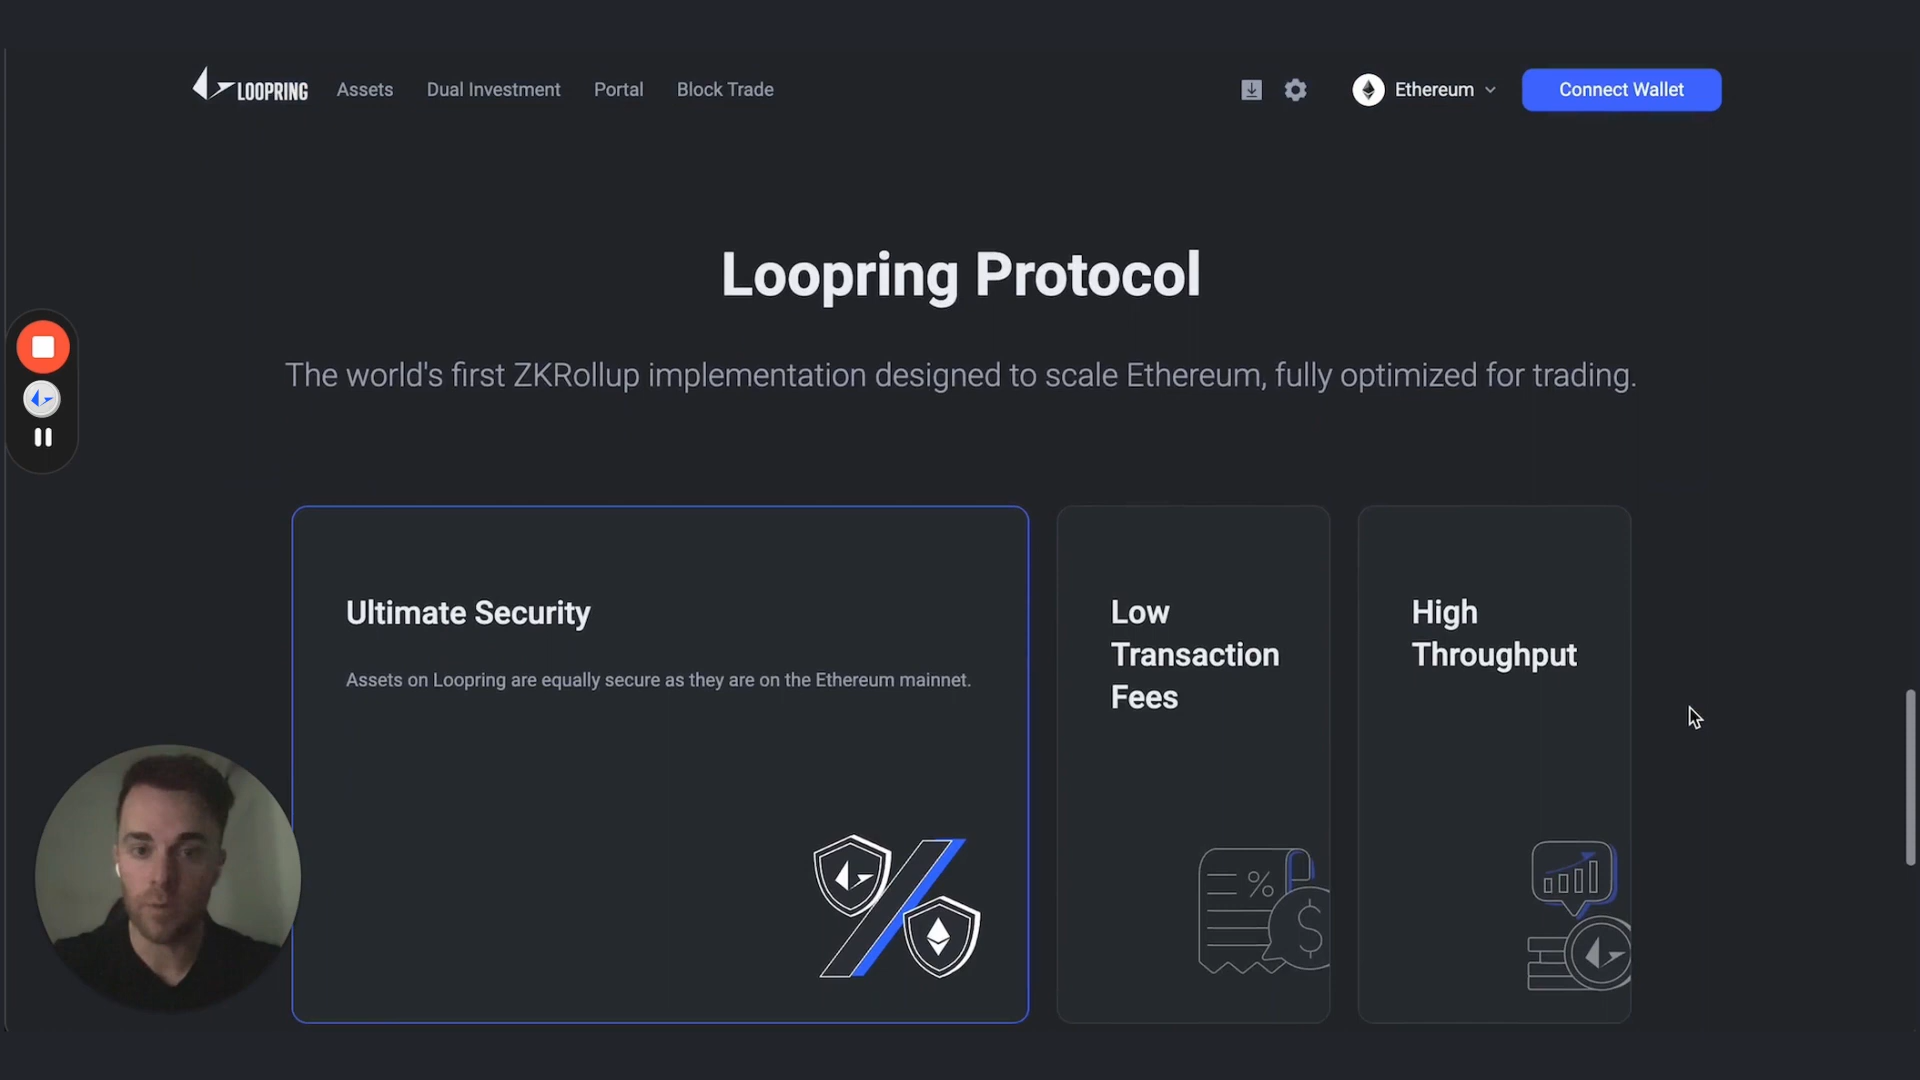 LOOPRING
Assets
Dual Investment
Portal
Block Trade
Ethereum
Connect Wallet
Loopring Protocol
The world's first ZKRollup implementation designed to scale Ethereum, fully optimized for trading.
Ultimate Security
Assets on Loopring are equally secure as they are on the Ethereum mainnet.
Low
Transaction
Fees
High
Throughput
%
$